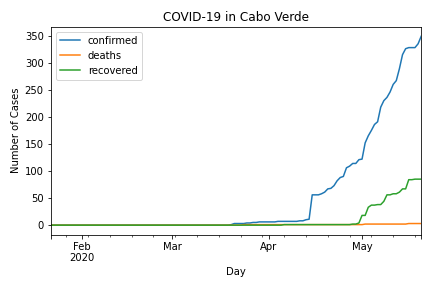 COVID-19 in Cabo Verde
confirmed
deaths
recovered
Number of Cases
350
300
250
200
150
100
50
0
Feb
2020
Mar
Apr
May
Day